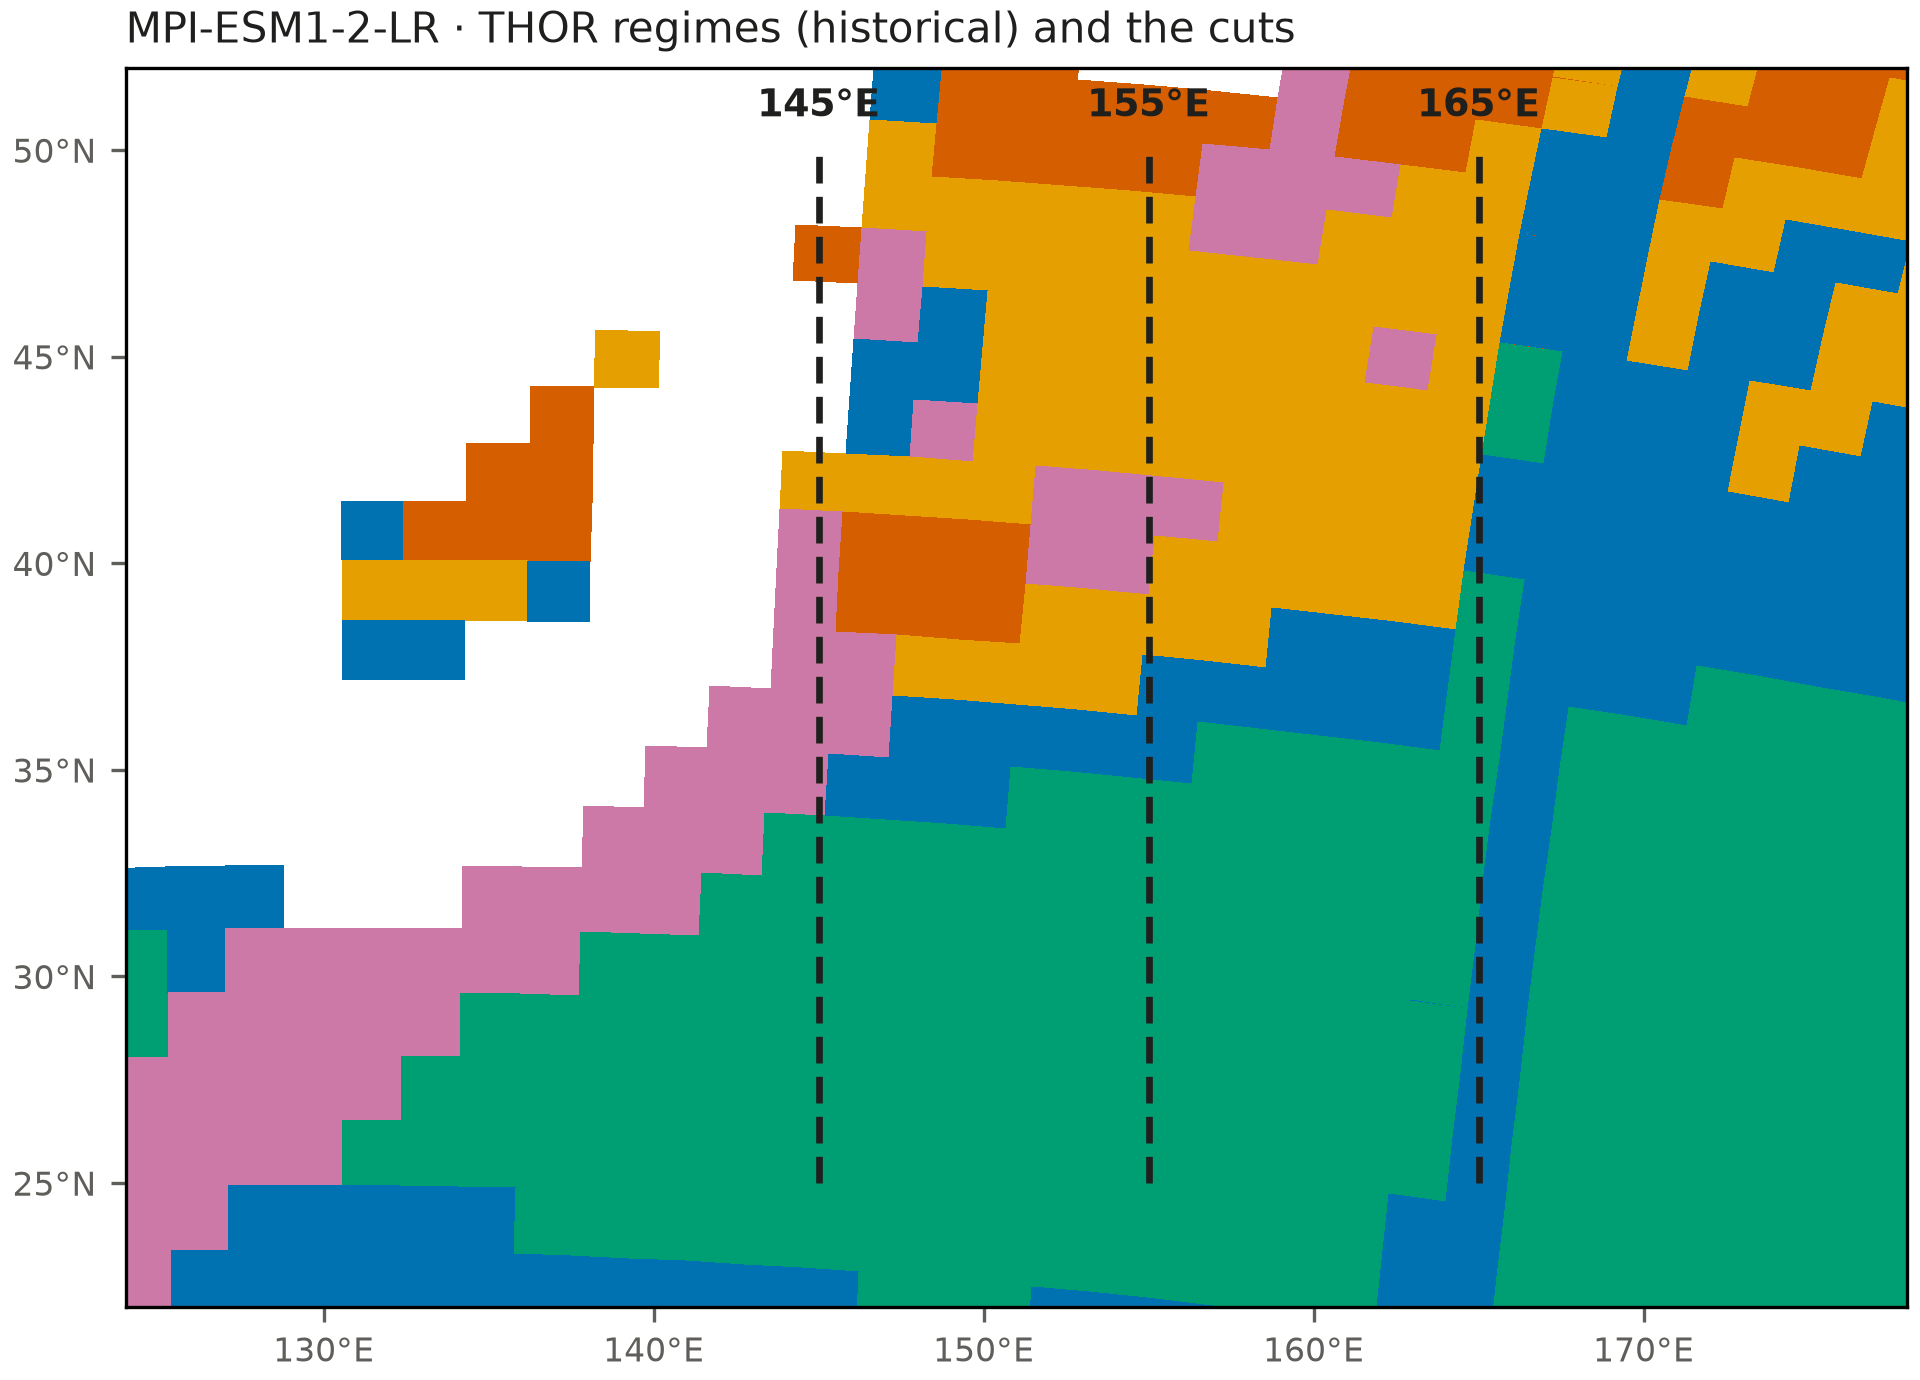 MPI-ESM1-2-LR · THOR regimes (historical) and the cuts
145°E 155°E 165°E
50°N
45°N
40°N
35°N
30°N
25°N
130°E 140°E 150°E 160°E 170°E